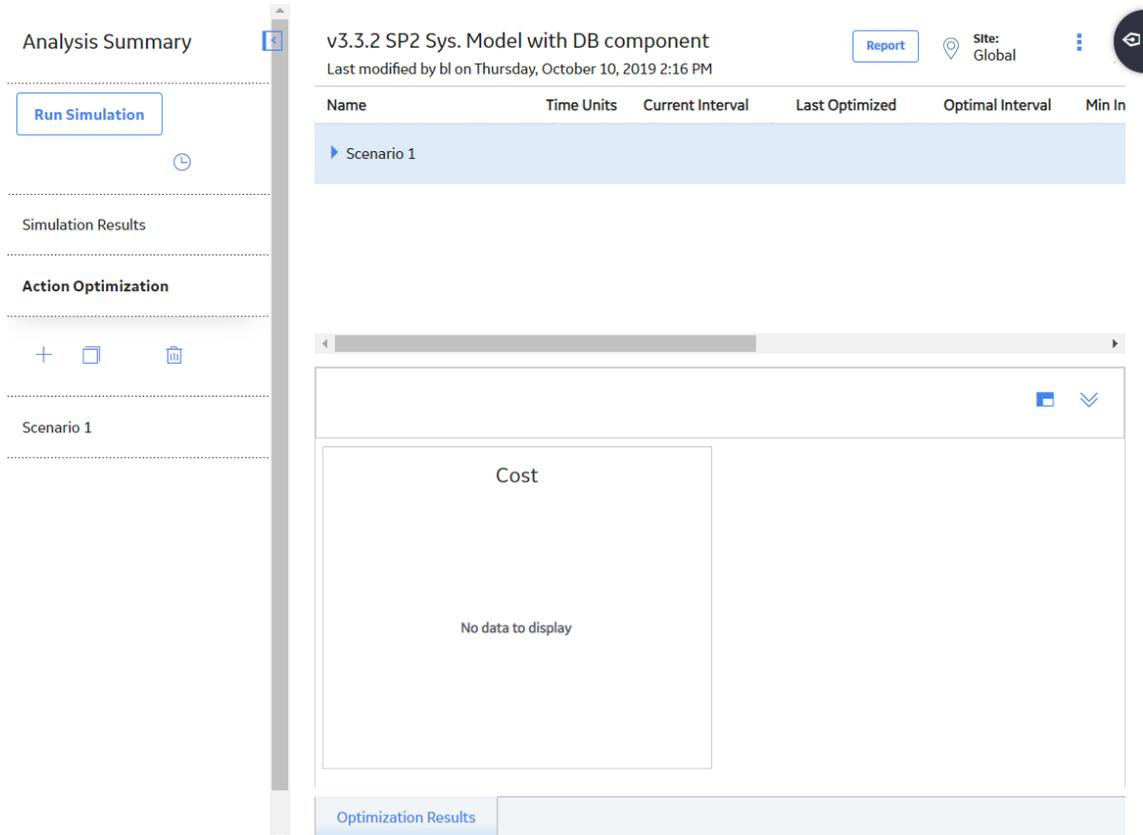 Analysis Summary
Run Simulation
Simulation Results
Action Optimization
Scenario 1
v3.3.2 SP2 Sys. Model with DB component
Last modified by bl on Thursday, October 10, 2019 2:16 PM
Report
Site:
Global
Name Time Units Current Interval Last Optimized Optimal Interval Min In
Scenario 1
Cost
No data to display
Optimization Results